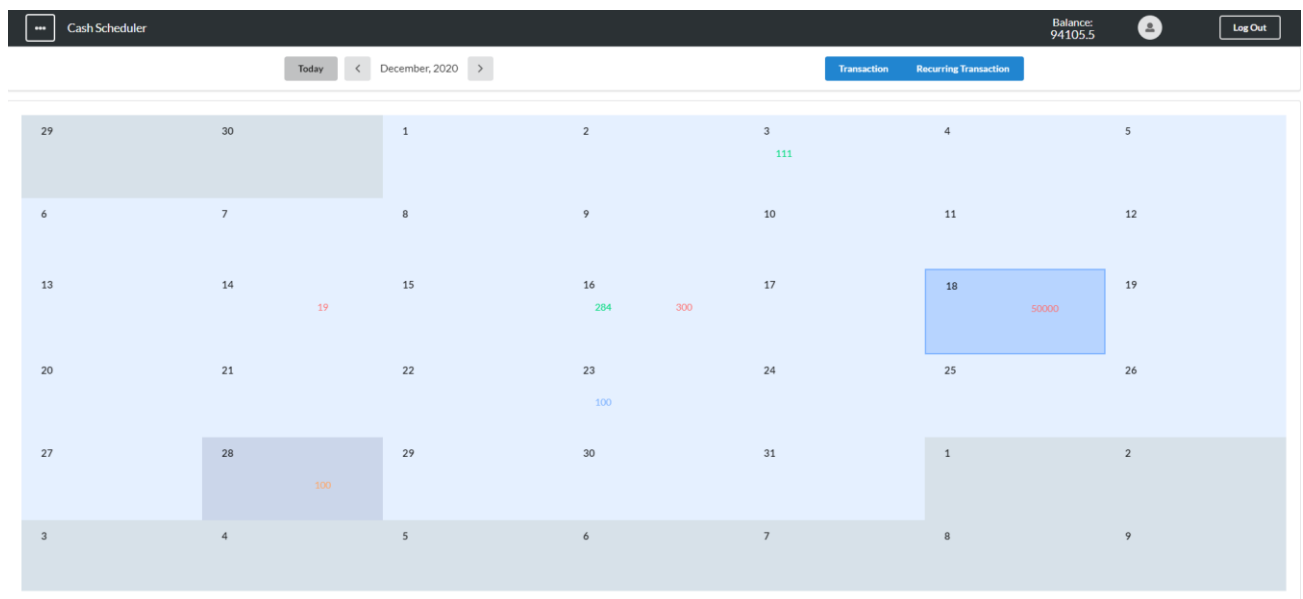 Cash Scheduler
Balance:
94105.5
Log Out
Today < December, 2020 >
Transaction Recurring Transaction
29 30 1 2 3 4 5
111
6 7 8 9 10 11 12
13 14 15 16 17 18 19
19 284 300 50000
20 21 22 23 24 25 26
100
27 28 29 30 31 1 2
100
3 4 5 6 7 8 9